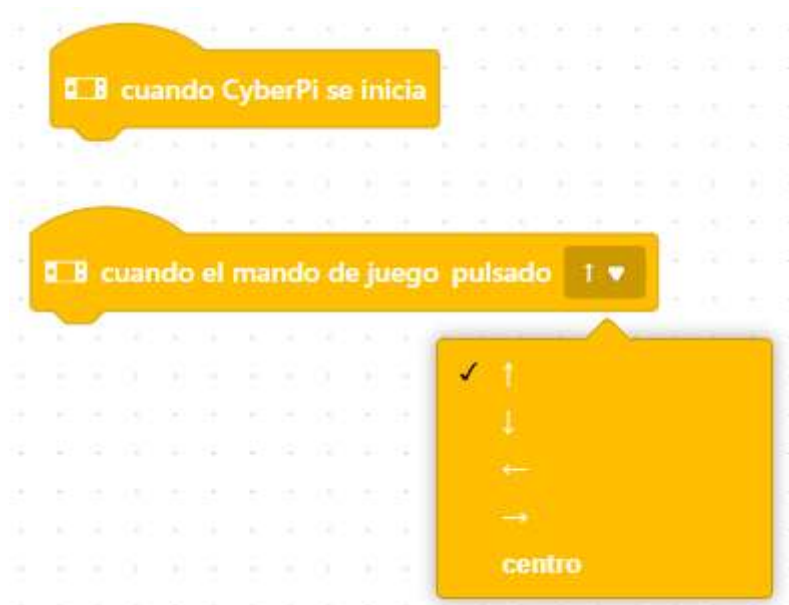 cuando CyberPi se inicia
cuando el mando de juego pulsado ↑
✓ ↑
↓
←
→
centro